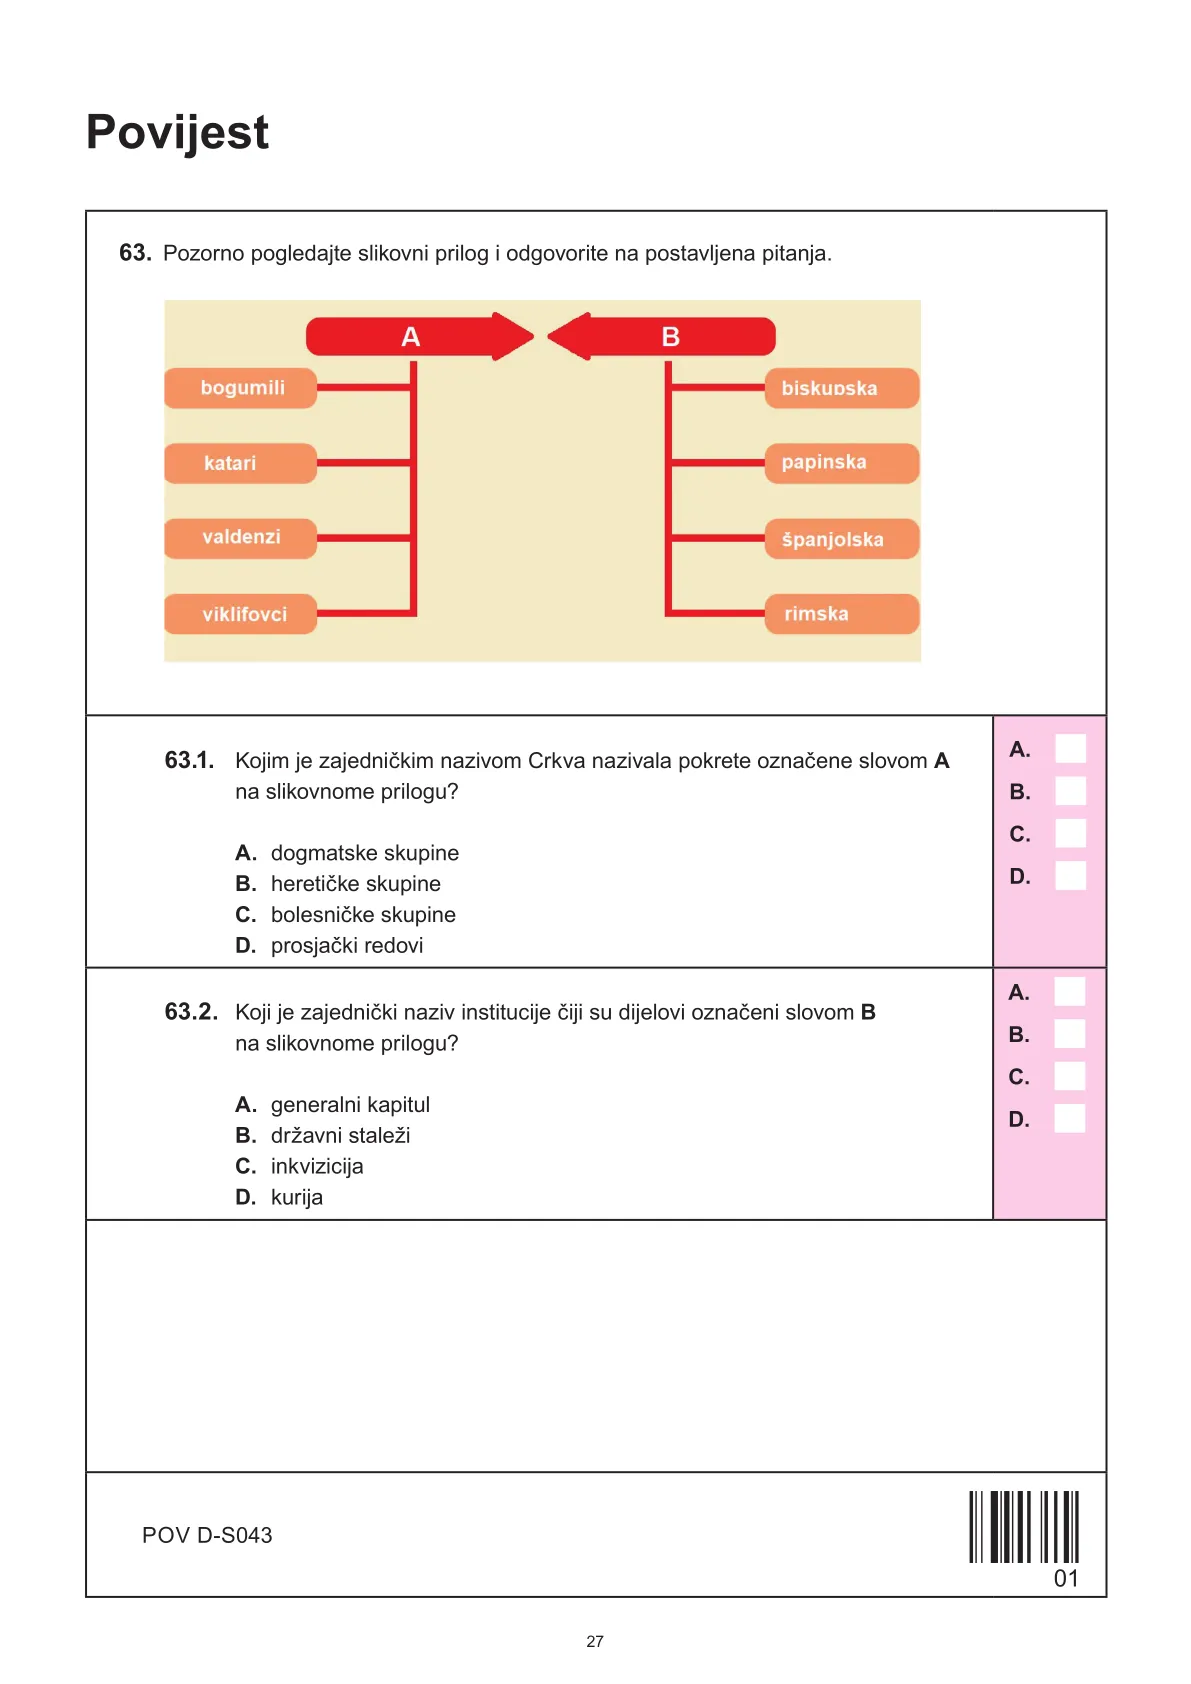 Povijest
63. Pozorno pogledajte slikovni prilog i odgovorite na postavljena pitanja.
A B
bogumili biskupska
katari papinska
valdenzi španjolska
viklifovci rimska
63.1. Kojim je zajedničkim nazivom Crkva nazivala pokrete označene slovom A
na slikovnome prilogu?
A. dogmatske skupine
B. heretičke skupine
C. bolesničke skupine
D. prosjački redovi
A.
B.
C.
D.
63.2. Koji je zajednički naziv institucije čiji su dijelovi označeni slovom B
na slikovnome prilogu?
A. generalni kapitul
B. državni staleži
C. inkvizicija
D. kurija
A.
B.
C.
D.
POV D-S043
01
27